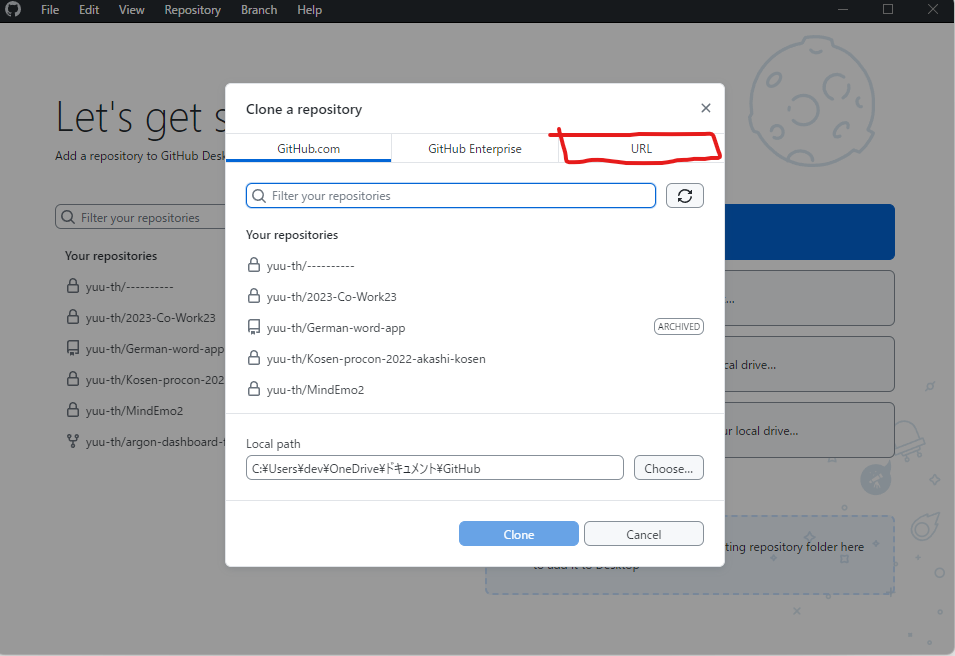 File Edit View Repository Branch Help
Let's get s
Add a repository to GitHub Desk
Filter your repositories
Your repositories
yuu-th/----------
yuu-th/2023-Co-Work23
yuu-th/German-word-app
yuu-th/Kosen-procon-202
yuu-th/MindEmo2
yuu-th/argon-dashboard-
Clone a repository
GitHub.com GitHub Enterprise URL
Filter your repositories
Your repositories
yuu-th/----------
yuu-th/2023-Co-Work23
yuu-th/German-word-app ARCHIVED
yuu-th/Kosen-procon-2022-akashi-kosen
yuu-th/MindEmo2
Local path
C:¥Users¥dev¥OneDrive¥ドキュメント¥GitHub Choose...
Clone Cancel
...
cal drive...
r local drive...
ting repository folder here
to add it to Desktop